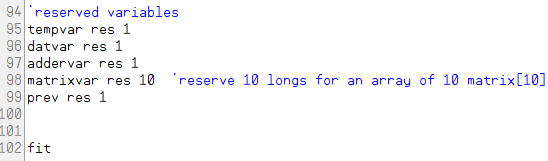 94 'reserved variables
95 tempvar res 1
96 datvar res 1
97 addervar res 1
98 matrixvar res 10  'reserve 10 longs for an array of 10 matrix[10]
99 prev res 1
100
101
102 fit